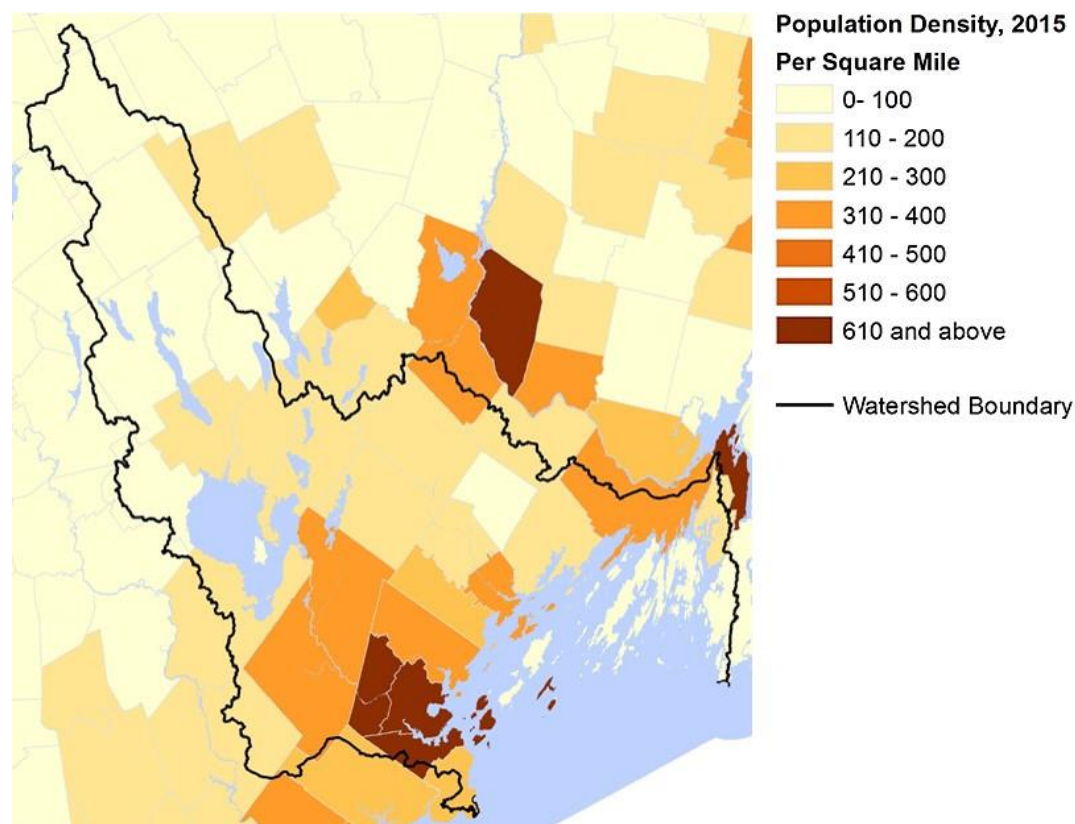 Population Density, 2015
Per Square Mile
0- 100
110 - 200
210 - 300
310 - 400
410 - 500
510 - 600
610 and above
Watershed Boundary